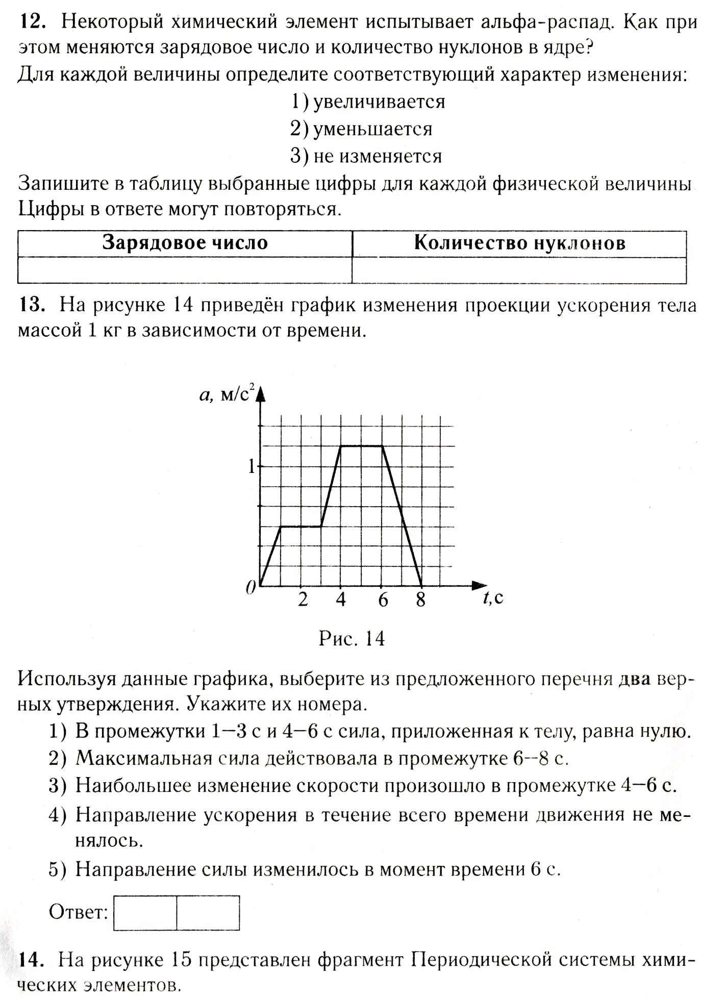 12. Некоторый химический элемент испытывает альфа-распад. Как при
этом меняются зарядовое число и количество нуклонов в ядре?
Для каждой величины определите соответствующий характер изменения:
1) увеличивается
2) уменьшается
3) не изменяется
Запишите в таблицу выбранные цифры для каждой физической величины
Цифры в ответе могут повторяться.
Зарядовое число Количество нуклонов
13. На рисунке 14 приведён график изменения проекции ускорения тела
массой 1 кг в зависимости от времени.
a, м/с²
1
0 2 4 6 8 t,с
Рис. 14
Используя данные графика, выберите из предложенного перечня два вер-
ных утверждения. Укажите их номера.
1) В промежутки 1—3 с и 4—6 с сила, приложенная к телу, равна нулю.
2) Максимальная сила действовала в промежутке 6—8 с.
3) Наибольшее изменение скорости произошло в промежутке 4—6 с.
4) Направление ускорения в течение всего времени движения не ме-
нялось.
5) Направление силы изменилось в момент времени 6 с.
Ответ:
14. На рисунке 15 представлен фрагмент Периодической системы хими-
ческих элементов.